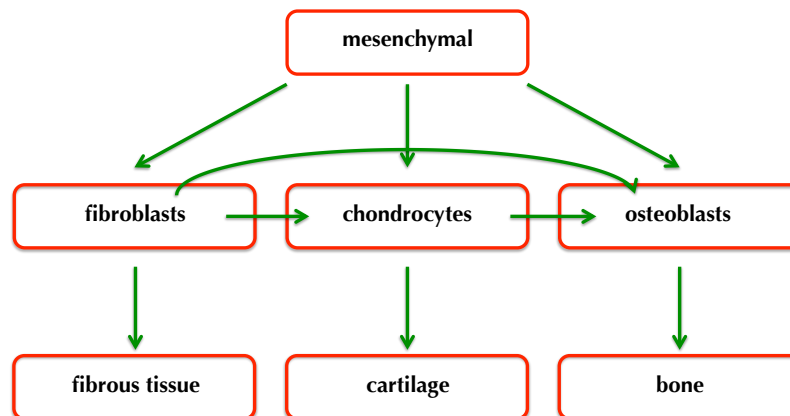 mesenchymal
fibroblasts
chondrocytes
osteoblasts
fibrous tissue
cartilage
bone